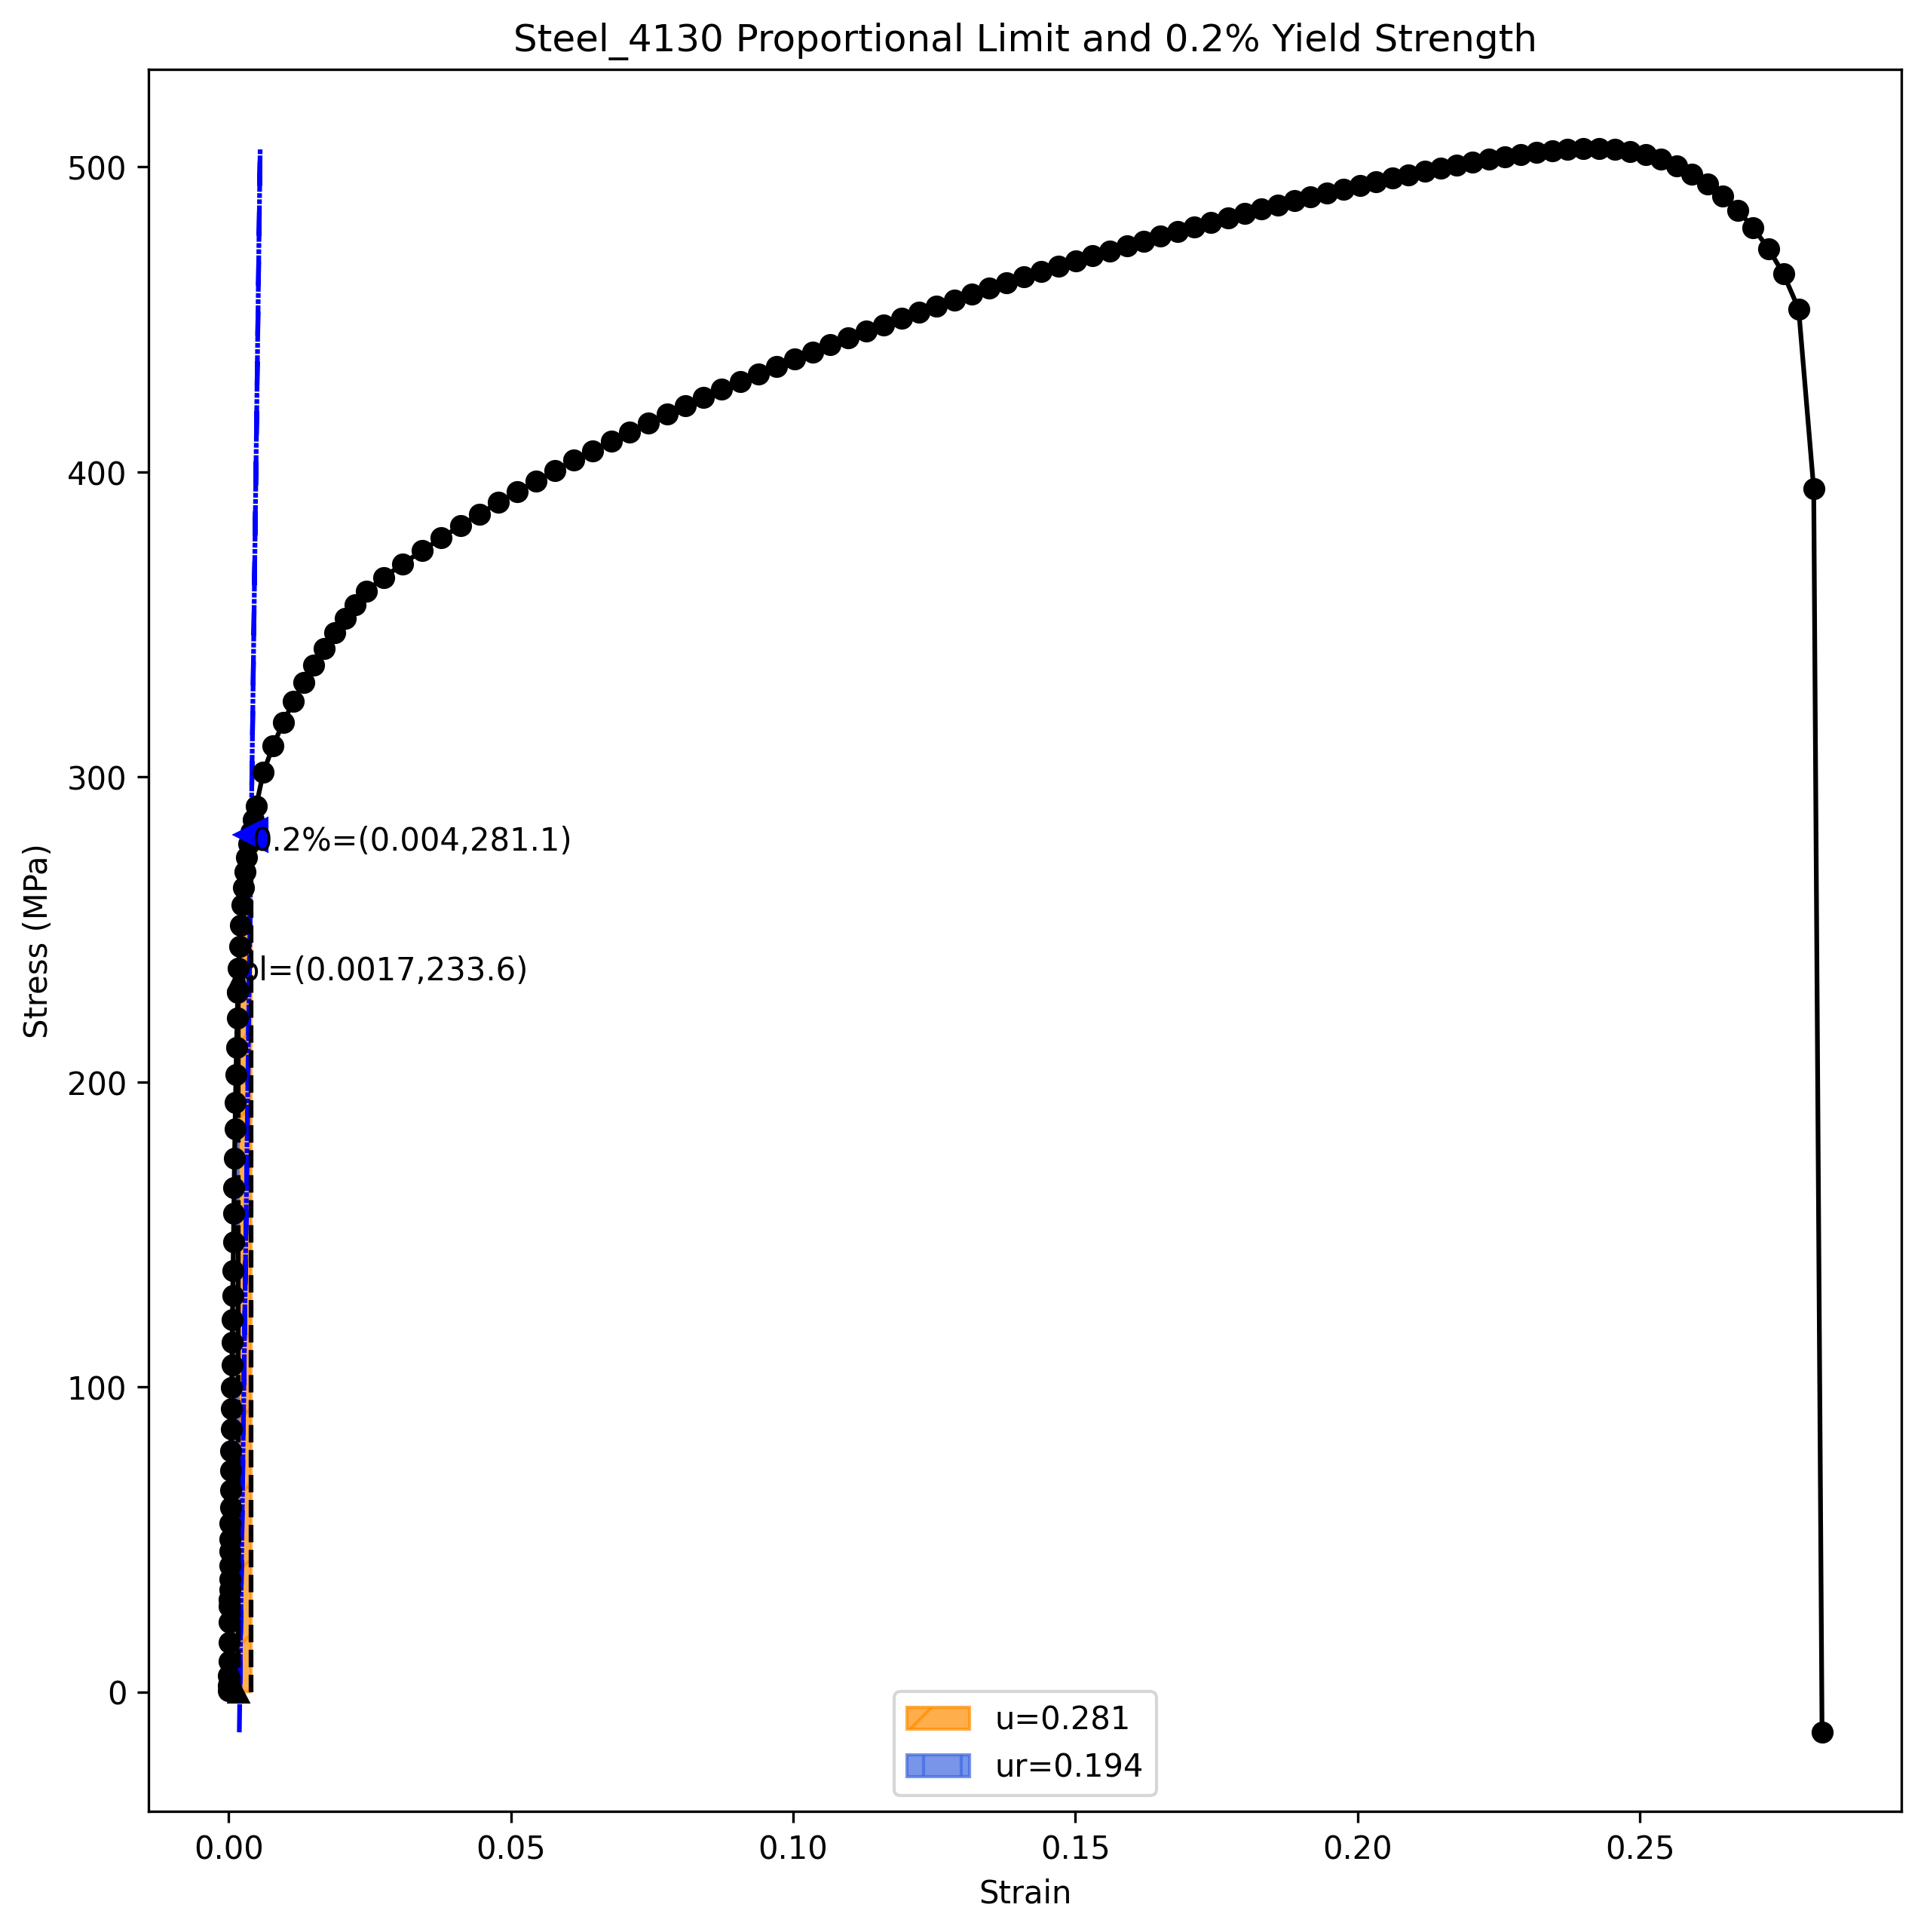 Steel_4130 Proportional Limit and 0.2% Yield Strength
500
400
300
200
100
0
Stress (MPa)
0.2%=(0.004,281.1)
pl=(0.0017,233.6)
u=0.281
ur=0.194
0.00 0.05 0.10 0.15 0.20 0.25
Strain